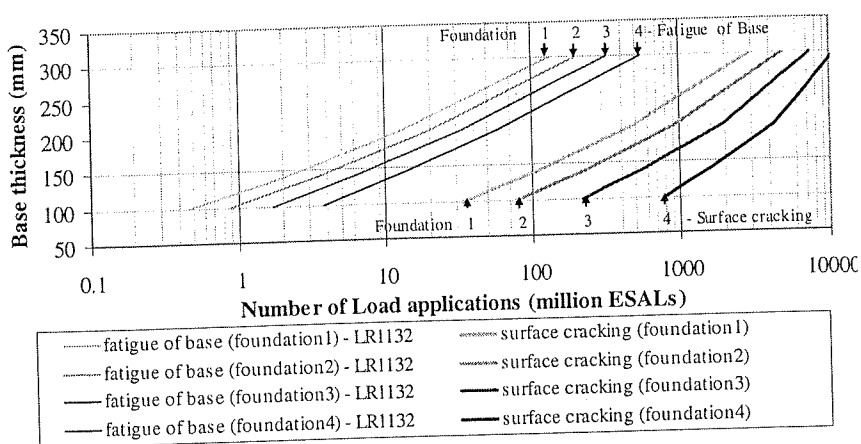 350
300
250
200
150
100
50
Base thickness (mm)
Foundation 1 2 3 4 - Fatigue of Base
Foundation 1 2 3 4 - Surface cracking
0.1 1 10 100 1000 10000
Number of Load applications (million ESALs)
fatigue of base (foundation1) - LR1132
fatigue of base (foundation2) - LR1132
fatigue of base (foundation3) - LR1132
fatigue of base (foundation4) - LR1132
surface cracking (foundation1)
surface cracking (foundation2)
surface cracking (foundation3)
surface cracking (foundation4)